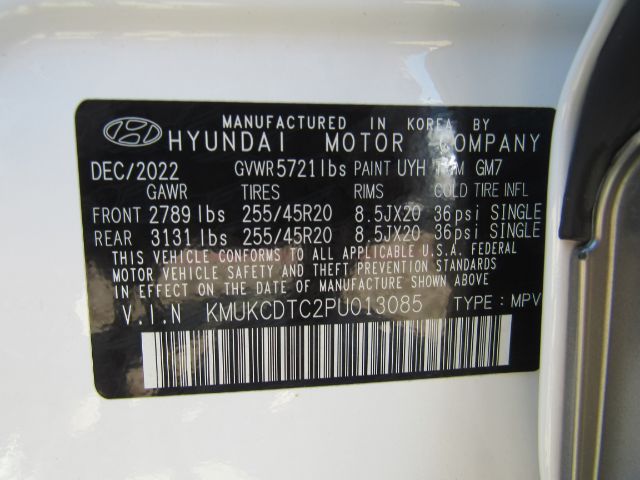 MANUFACTURED IN KOREA BY
HYUNDAI MOTOR COMPANY
DEC/2022 GVWR 5721 lbs PAINT UYH TRIM GM7
GAWR TIRES RIMS COLD TIRE INFL
FRONT 2789 lbs 255/45R20 8.5JX20 36psi SINGLE
REAR 3131 lbs 255/45R20 8.5JX20 36psi SINGLE
THIS VEHICLE CONFORMS TO ALL APPLICABLE U.S.A. FEDERAL
MOTOR VEHICLE SAFETY AND THEFT PREVENTION STANDARDS
IN EFFECT ON THE DATE OF MANUFACTURE SHOWN ABOVE
V.I.N KMUKCDTC2PU013085 TYPE : MPV